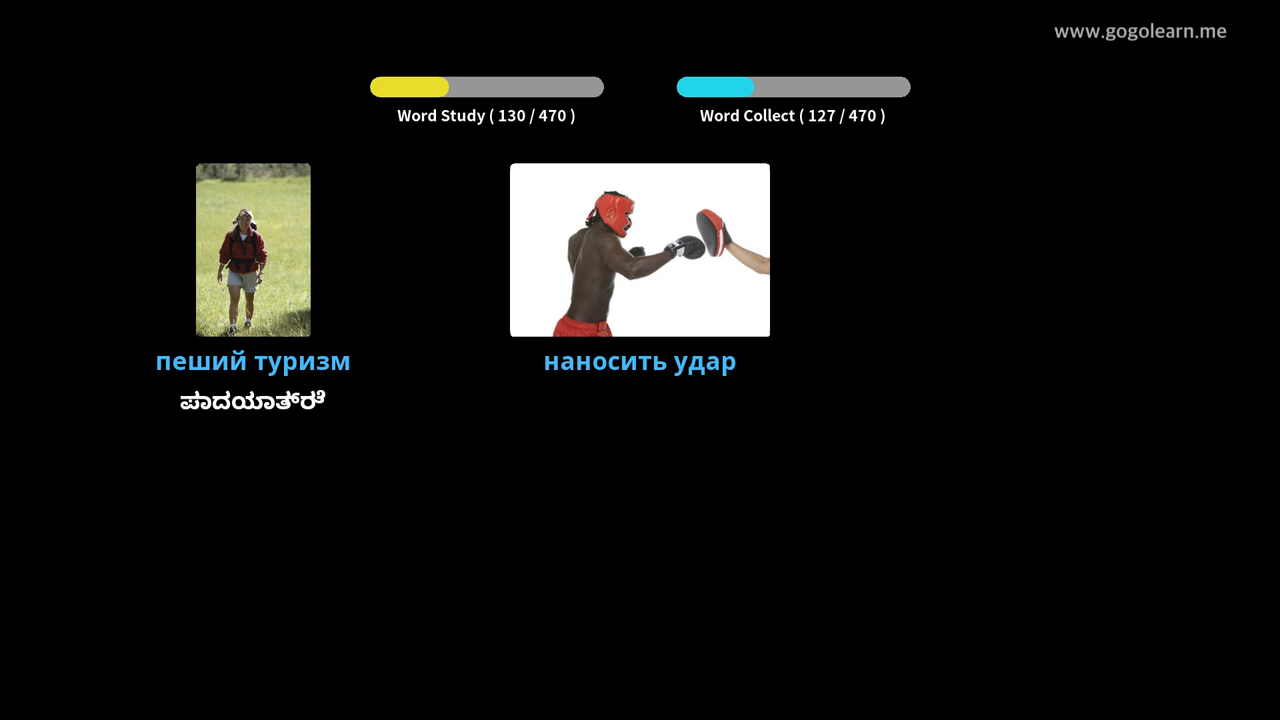 www.gogolearn.me
Word Study ( 130 / 470 )
Word Collect ( 127 / 470 )
пеший туризм
наносить удар
ಪಾದಯಾತ್ರೆ